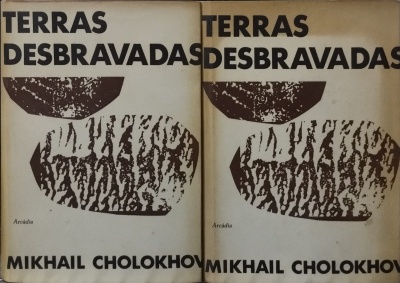 TERRAS
DESBRAVADAS
Arcádia
MIKHAIL CHOLOKHOV
TERRAS
DESBRAVADAS
Arcádia
MIKHAIL CHOLOKHOV